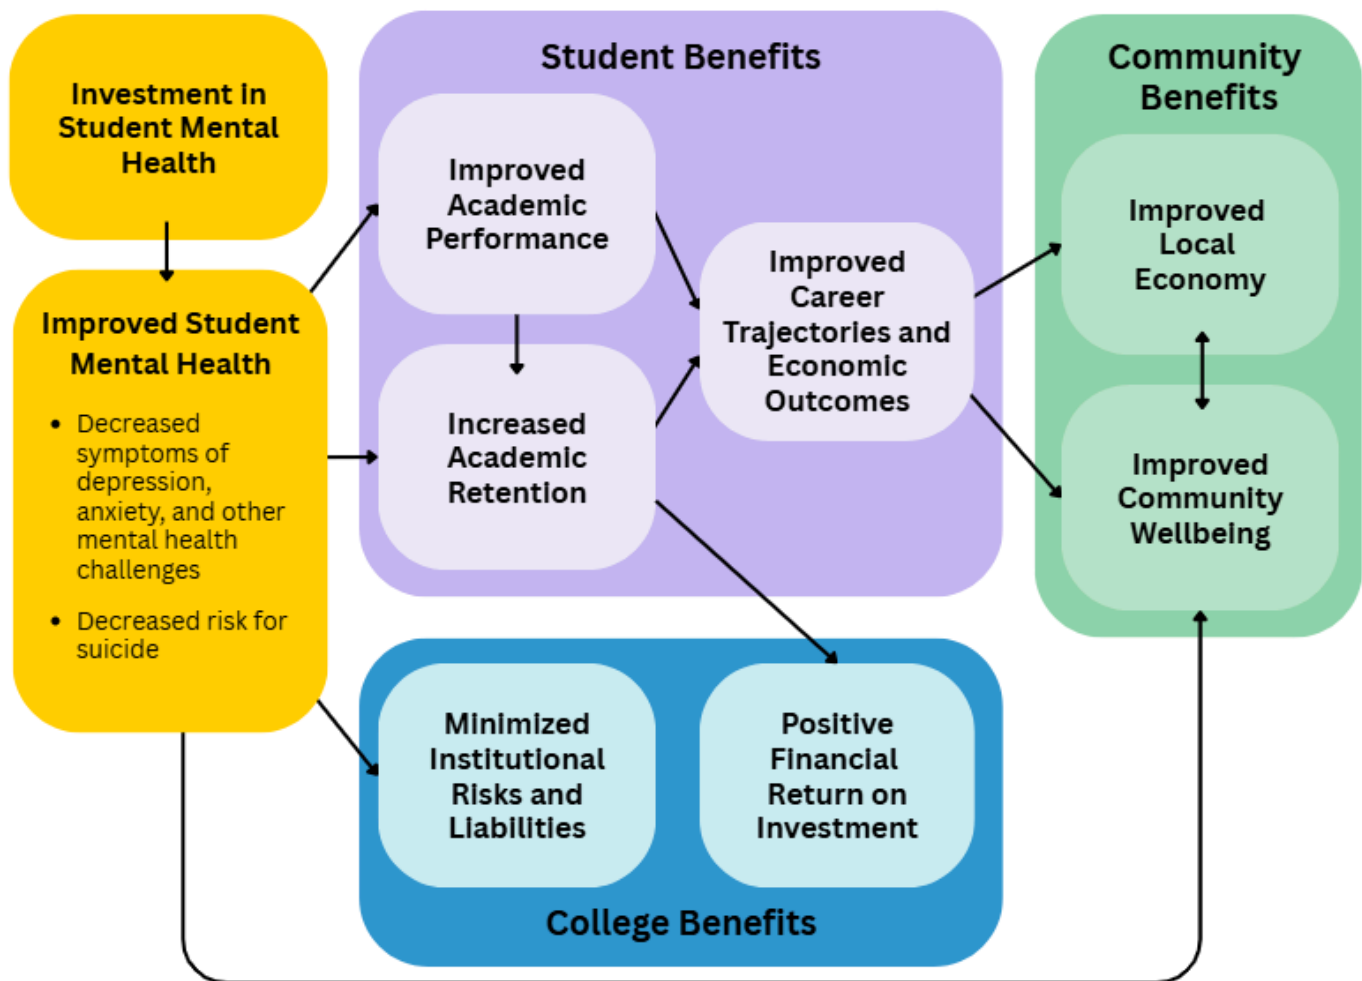 Investment in
Student Mental
Health
Improved Student
Mental Health
• Decreased
symptoms of
depression,
anxiety, and other
mental health
challenges
• Decreased risk for
suicide
Student Benefits
Improved
Academic
Performance
Increased
Academic
Retention
Improved
Career
Trajectories and
Economic
Outcomes
Community
Benefits
Improved
Local
Economy
Improved
Community
Wellbeing
Minimized
Institutional
Risks and
Liabilities
Positive
Financial
Return on
Investment
College Benefits